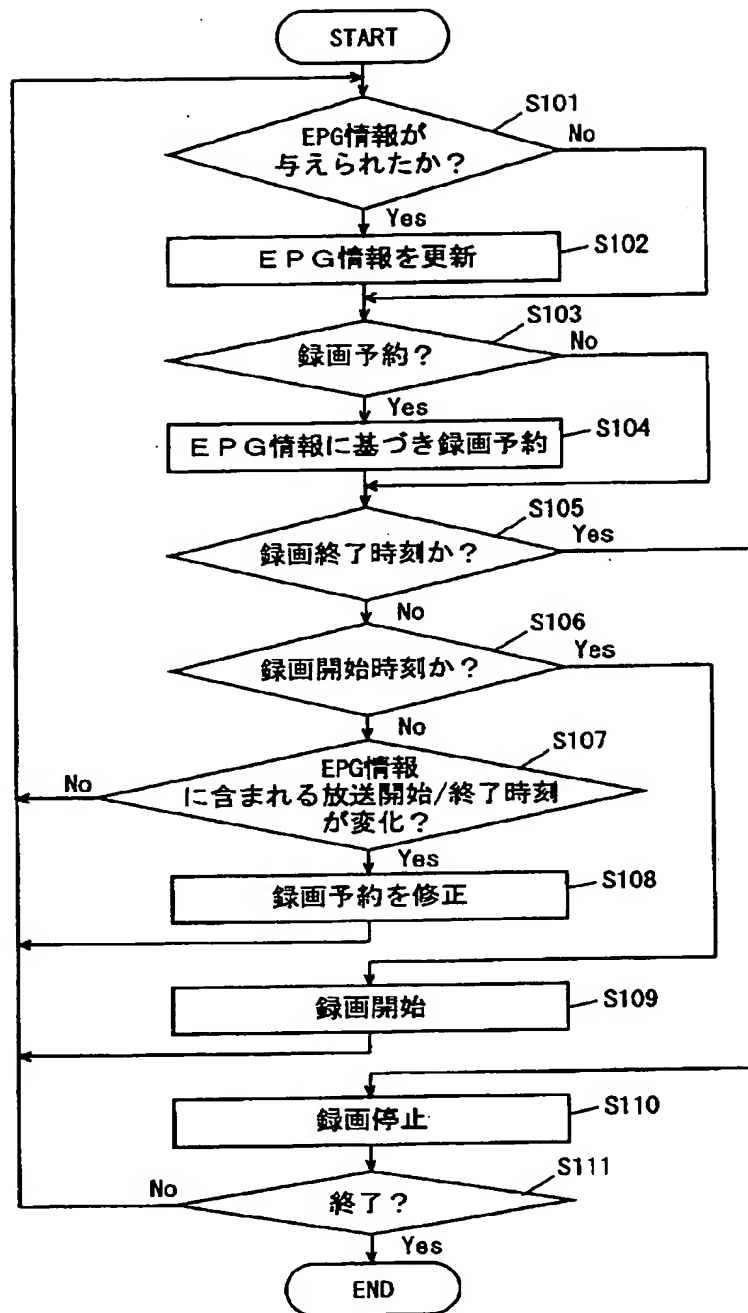 START
S101
EPG情報が
与えられたか?
No
Yes
S102
EPG情報を更新
S103
録画予約?
No
Yes
S104
EPG情報に基づき録画予約
S105
録画終了時刻か?
Yes
No
S106
録画開始時刻か?
Yes
No
S107
EPG情報
に含まれる放送開始/終了時刻
が変化?
No
Yes
S108
録画予約を修正
S109
録画開始
S110
録画停止
S111
終了?
No
Yes
END